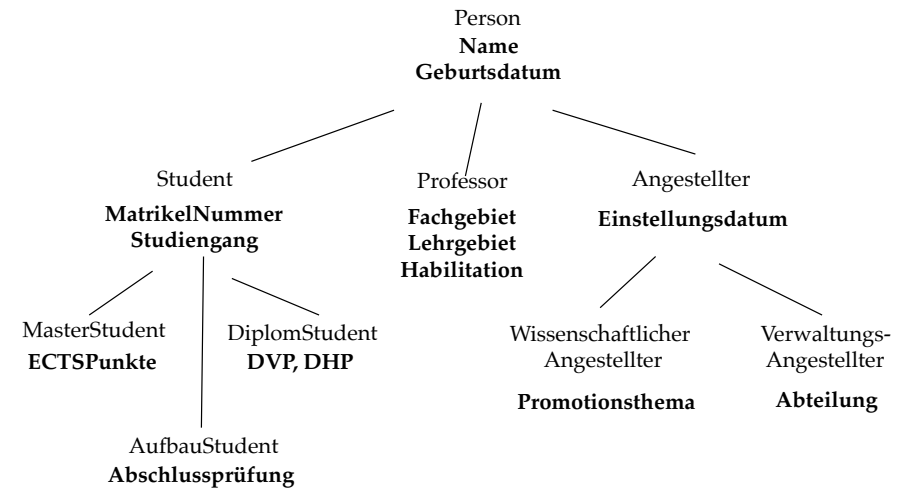 Person
Name
Geburtsdatum
Student
MatrikelNummer
Studiengang
Professor
Fachgebiet
Lehrgebiet
Habilitation
Angestellter
Einstellungsdatum
MasterStudent
ECTSPunkte
DiplomStudent
DVP, DHP
Wissenschaftlicher
Angestellter
Promotionsthema
Verwaltungs-
Angestellter
Abteilung
AufbauStudent
Abschlussprüfung